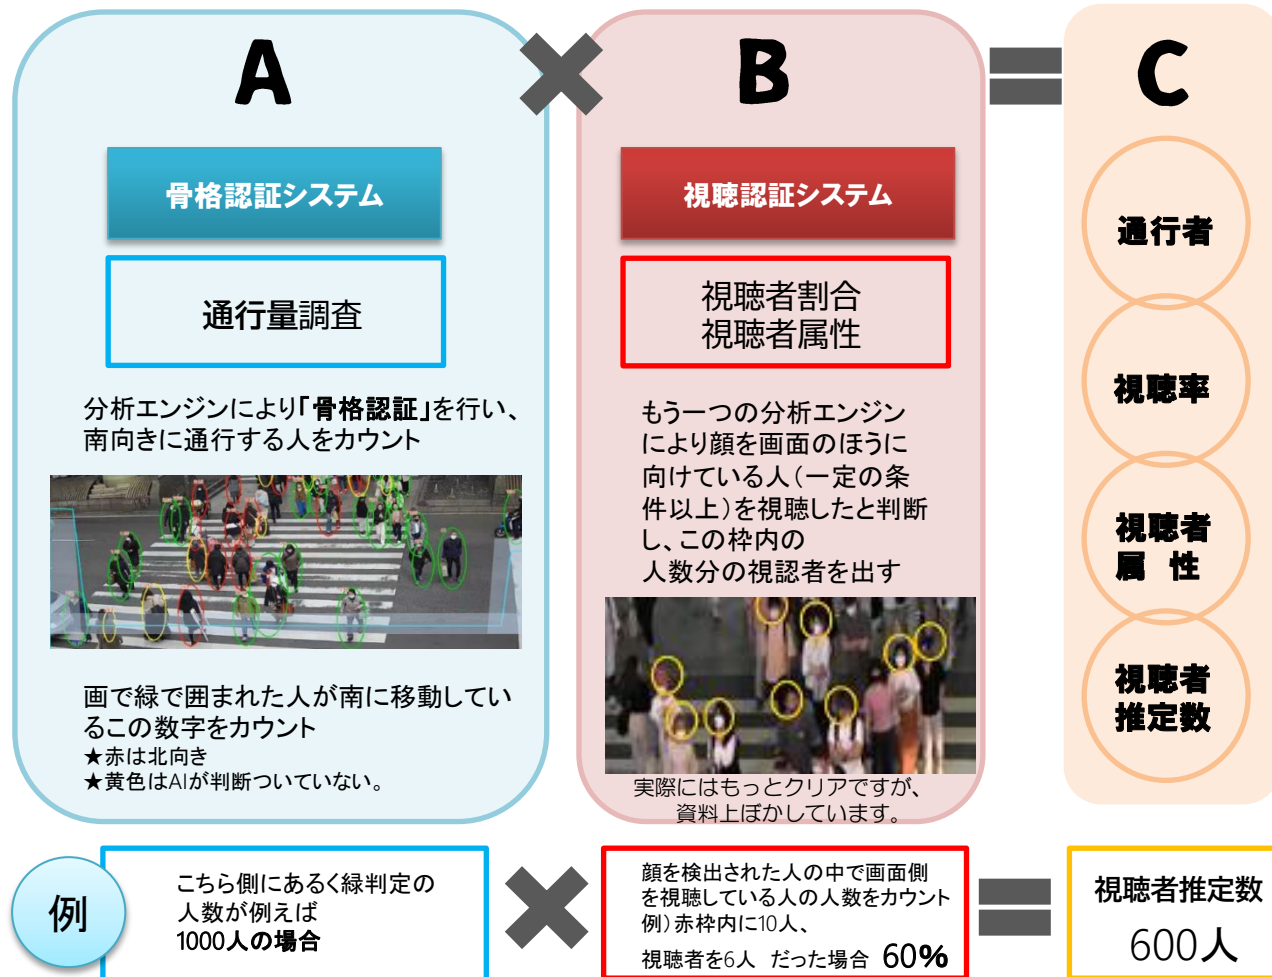 A
B
C
骨格認証システム
通行量調査
分析エンジンにより「骨格認証」を行い、
南向きに通行する人をカウント
画で緑で囲まれた人が南に移動してい
るこの数字をカウント
★赤は北向き
★黄色はAIが判断ついていない。
視聴認証システム
視聴者割合
視聴者属性
もう一つの分析エンジン
により顔を画面のほうに
向けている人(一定の条
件以上)を視聴したと判断
し、この枠内の
人数分の視認者を出す
実際にはもっとクリアですが、
資料上ぼかしています。
通行者
視聴率
視聴者
属 性
視聴者
推定数
例
こちら側にあるく緑判定の
人数が例えば
1000人の場合
顔を検出された人の中で画面側
を視聴している人の人数をカウント
例)赤枠内に10人、
視聴者を6人 だった場合 60%
視聴者推定数
600人